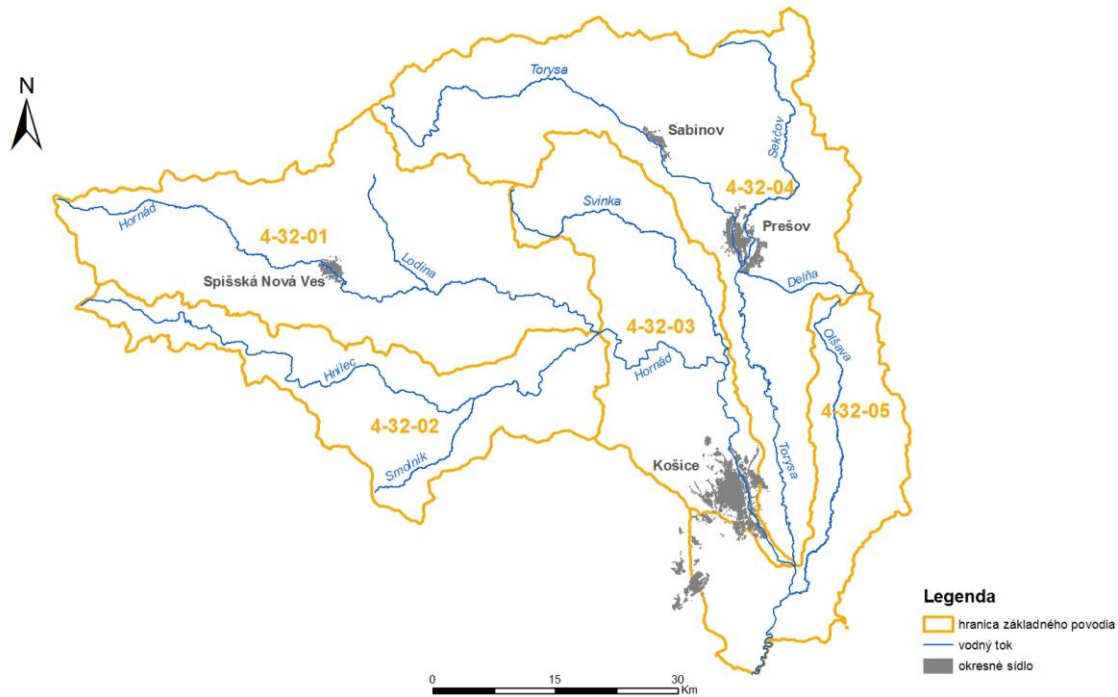 N
Torysa
Sabinov
Sekčov
4-32-04
Svinka
Hornád
Prešov
4-32-01
Lodina
Spišská Nová Ves
Delňa
4-32-03
Olšava
Hornád
Hnilec
4-32-05
4-32-02
Smolník
Košice
Torysa
Legenda
hranica základného povodia
vodný tok
okresné sídlo
0 15 30
Km